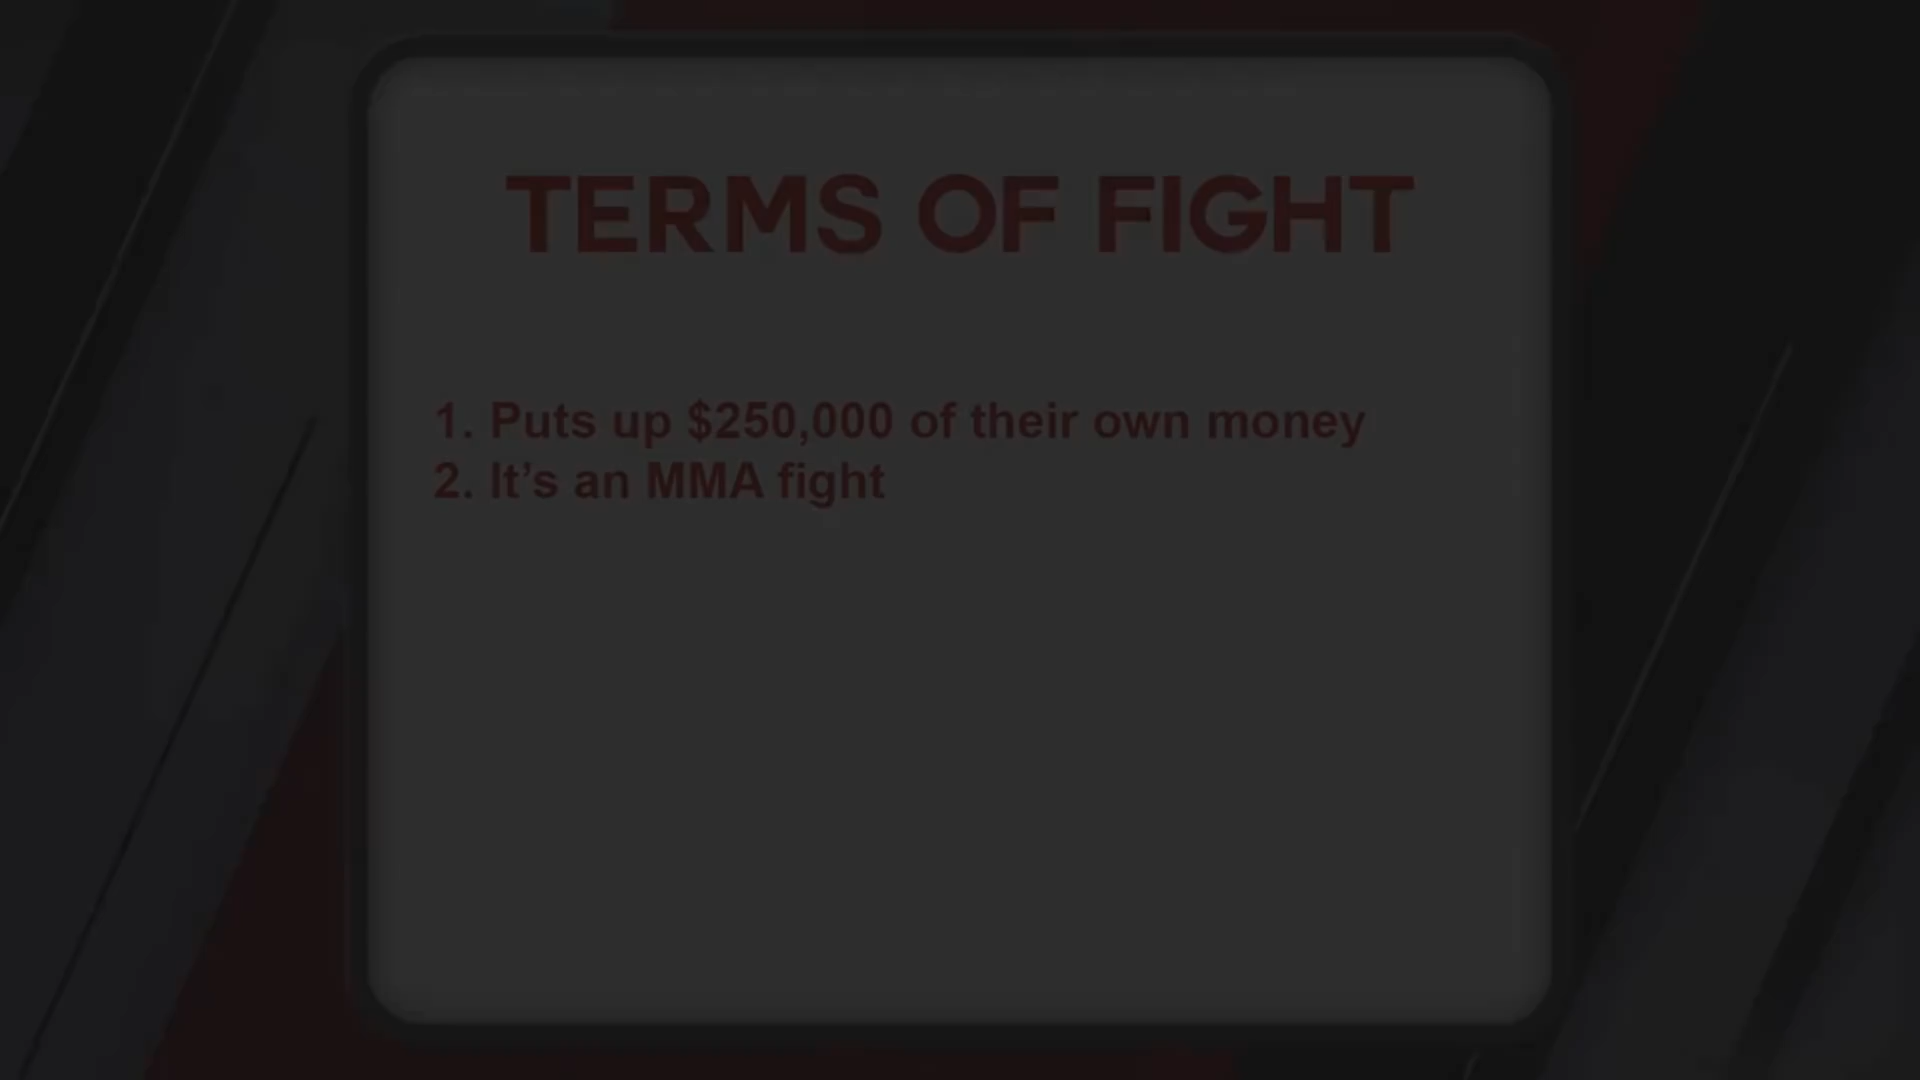 TERMS OF FIGHT
1. Puts up $250,000 of their own money
2. It’s an MMA fight